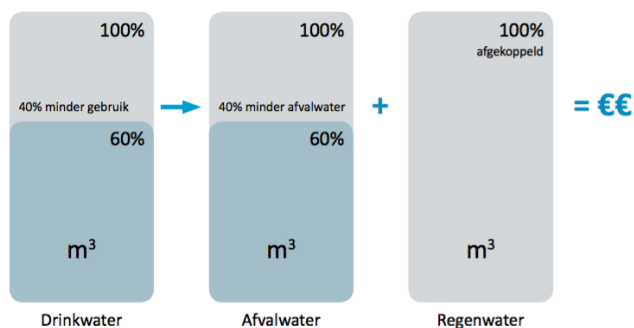 100%
40% minder gebruik
60%
m³
Drinkwater
100%
40% minder afvalwater
60%
m³
Afvalwater
+
100%
afgekoppeld
m³
Regenwater
= €€